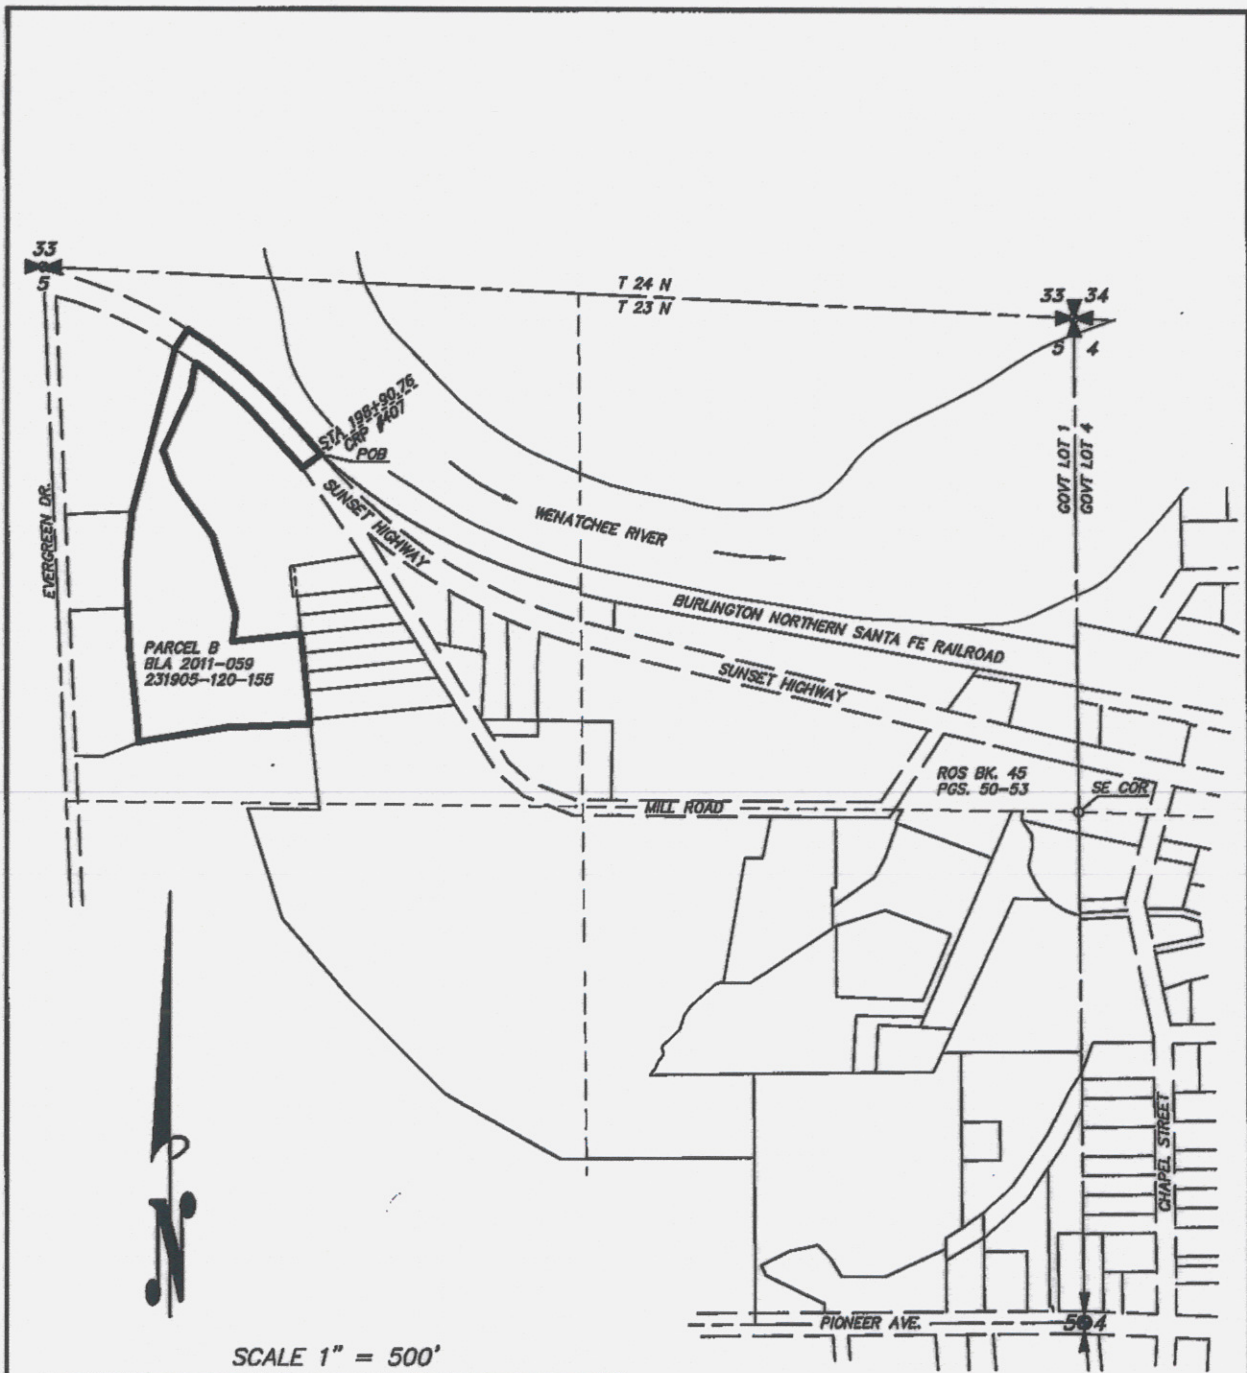 33
5
T 24 N
T 23 N
33 34
5 4
GOVT LOT 1
GOVT LOT 4
STA 198+90.76
CRP #407
POB
SUNSET HIGHWAY
WENATCHEE RIVER
EVERGREEN DR.
BURLINGTON NORTHERN SANTA FE RAILROAD
SUNSET HIGHWAY
PARCEL B
BLA 2011-059
231905-120-155
ROS BK. 45
PGS. 50-53
SE COR
MILL ROAD
CHAPEL STREET
N
PIONEER AVE.
5 4
SCALE 1" = 500'